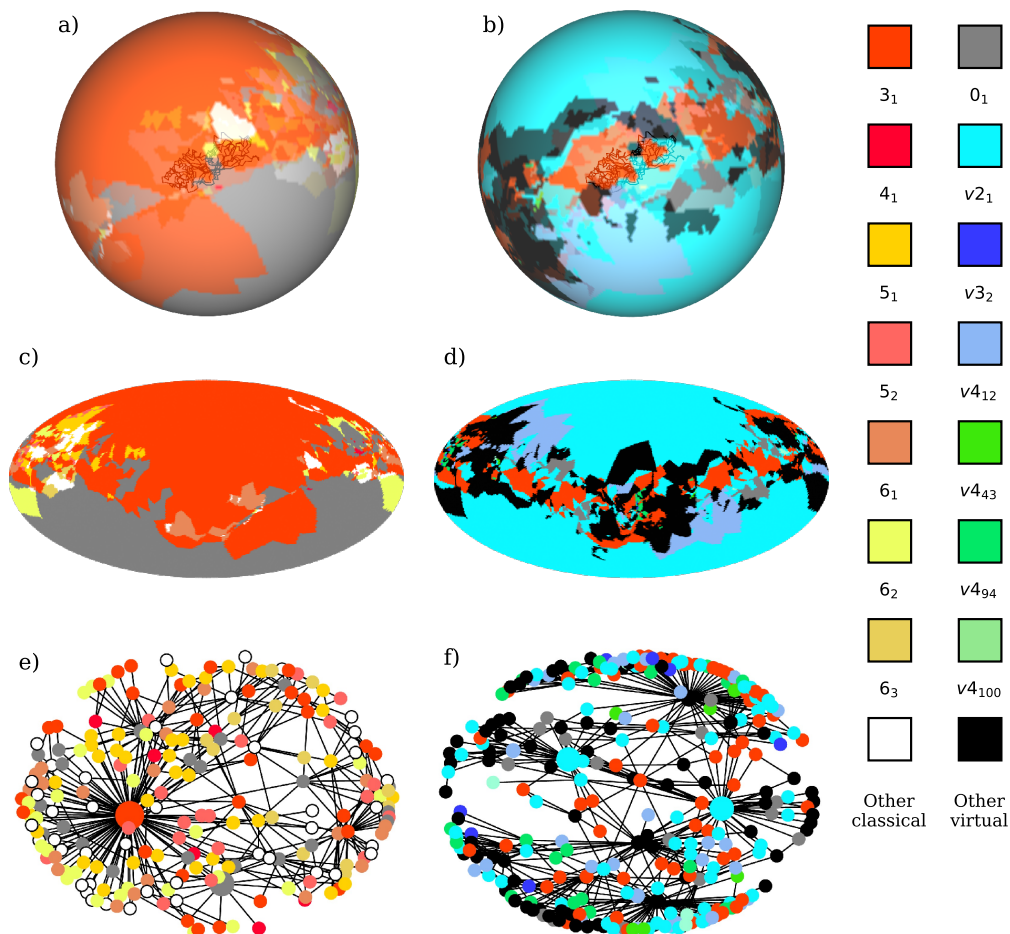 a)
b)
c)
d)
e)
f)
3₁ 0₁
4₁ v2₁
5₁ v3₂
5₂ v4₁₂
6₁ v4₄₃
6₂ v4₉₄
6₃ v4₁₀₀
Other Other
classical virtual